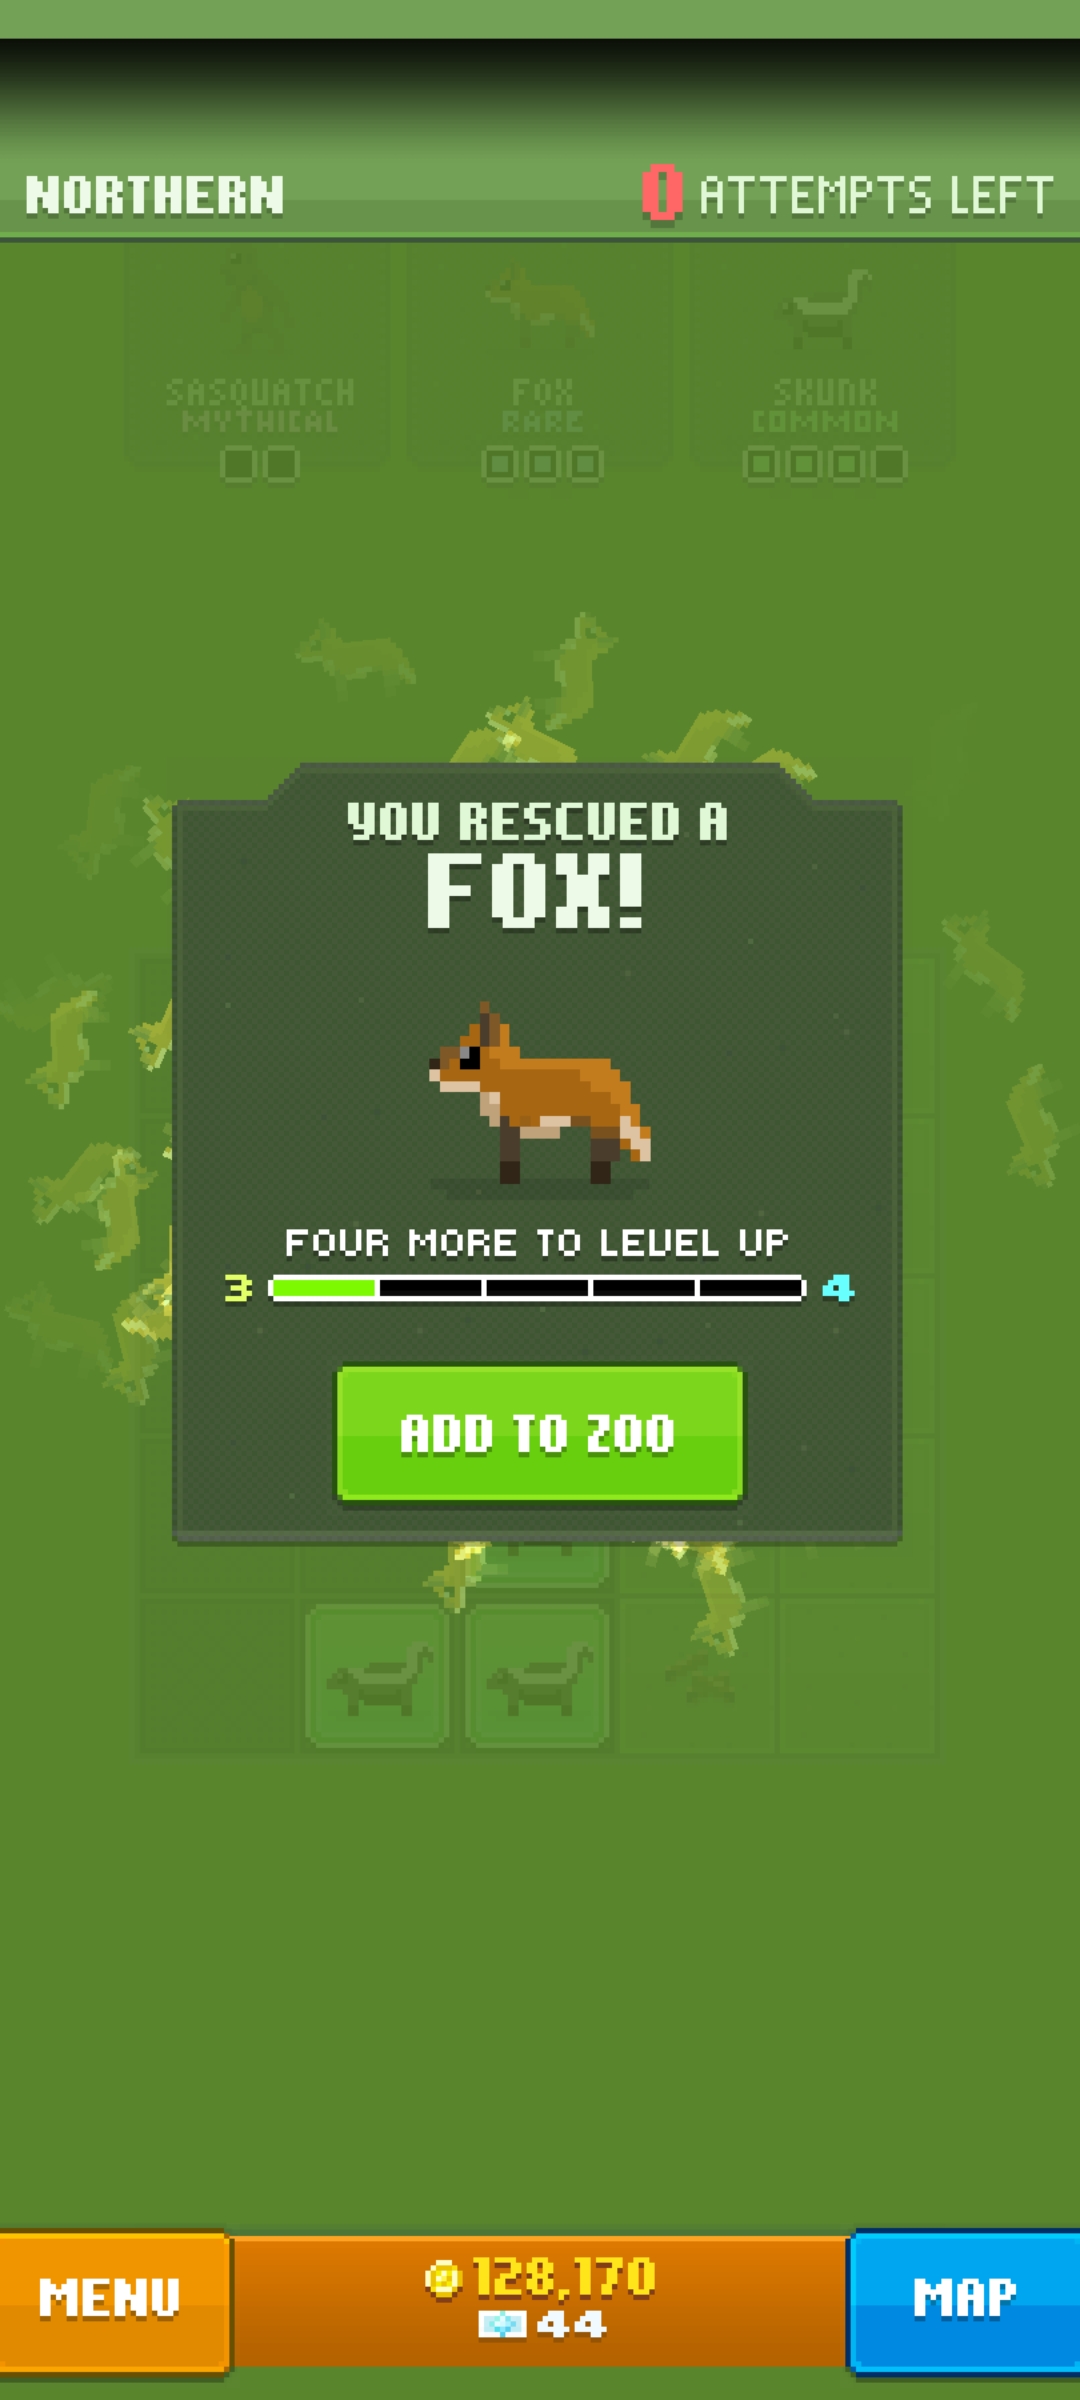 NORTHERN
0 ATTEMPTS LEFT
SASQUATCH
MYTHICAL
FOX
RARE
SKUNK
COMMON
YOU RESCUED A
FOX!
FOUR MORE TO LEVEL UP
3 4
ADD TO ZOO
MENU
128,170
44
MAP